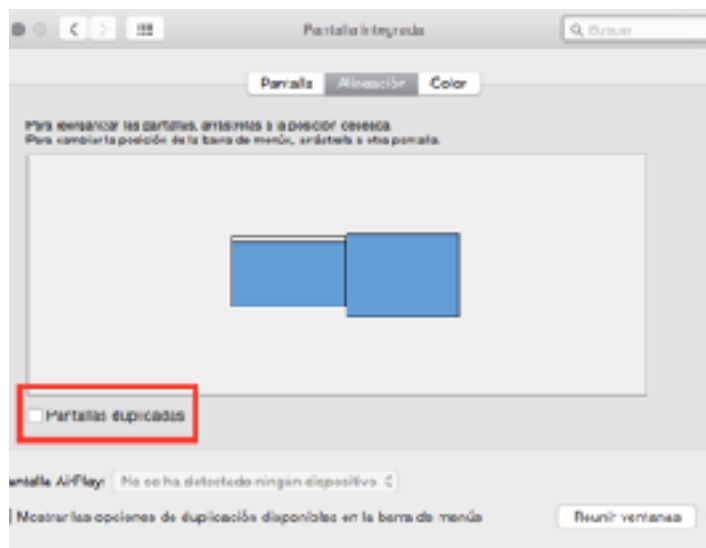 Pantalla integrada
Buscar
Pantalla Alineación Color
Para reorganizar las pantallas, arrástrelas a la posición deseada.
Para cambiar la posición de la barra de menús, arrástrela a otra pantalla.
Pantallas duplicadas
antalla AirPlay: No se ha detectado ningún dispositivo
Mostrar las opciones de duplicación disponibles en la barra de menús
Reunir ventanas